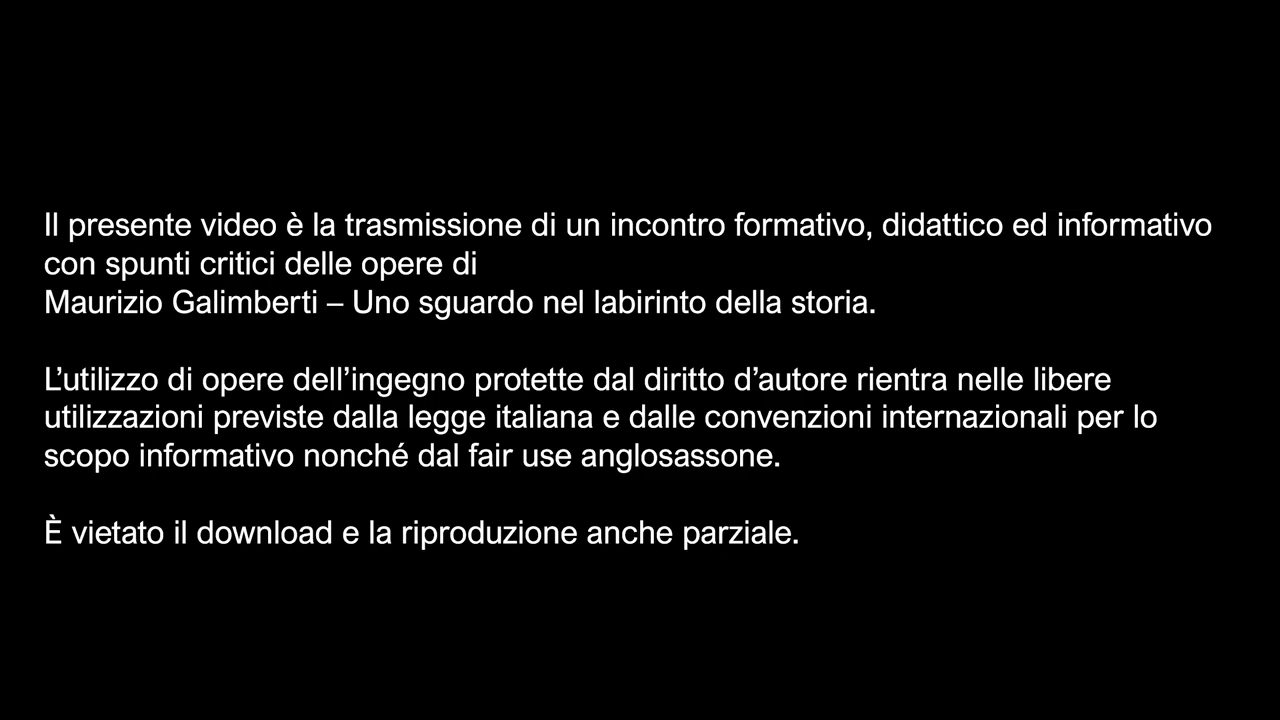 Il presente video è la trasmissione di un incontro formativo, didattico ed informativo
con spunti critici delle opere di
Maurizio Galimberti – Uno sguardo nel labirinto della storia.
L’utilizzo di opere dell’ingegno protette dal diritto d’autore rientra nelle libere
utilizzazioni previste dalla legge italiana e dalle convenzioni internazionali per lo
scopo informativo nonché dal fair use anglosassone.
È vietato il download e la riproduzione anche parziale.